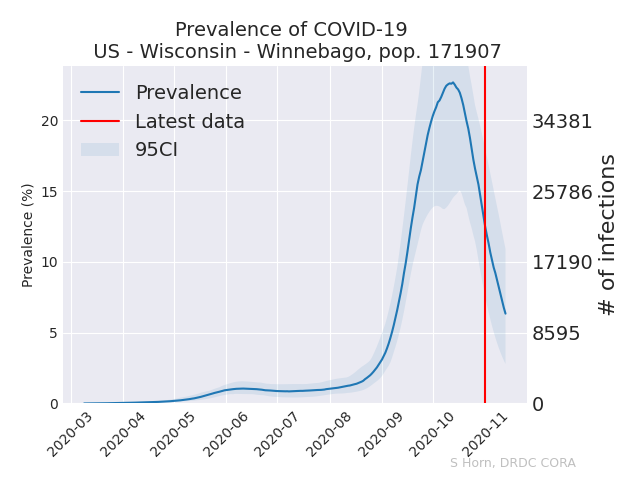 Prevalence of COVID-19
US - Wisconsin - Winnebago, pop. 171907
Prevalence
Latest data
95CI
Prevalence (%)
20
15
10
5
0
34381
25786
17190
8595
0
# of infections
2020-03
2020-04
2020-05
2020-06
2020-07
2020-08
2020-09
2020-10
2020-11
S Horn, DRDC CORA